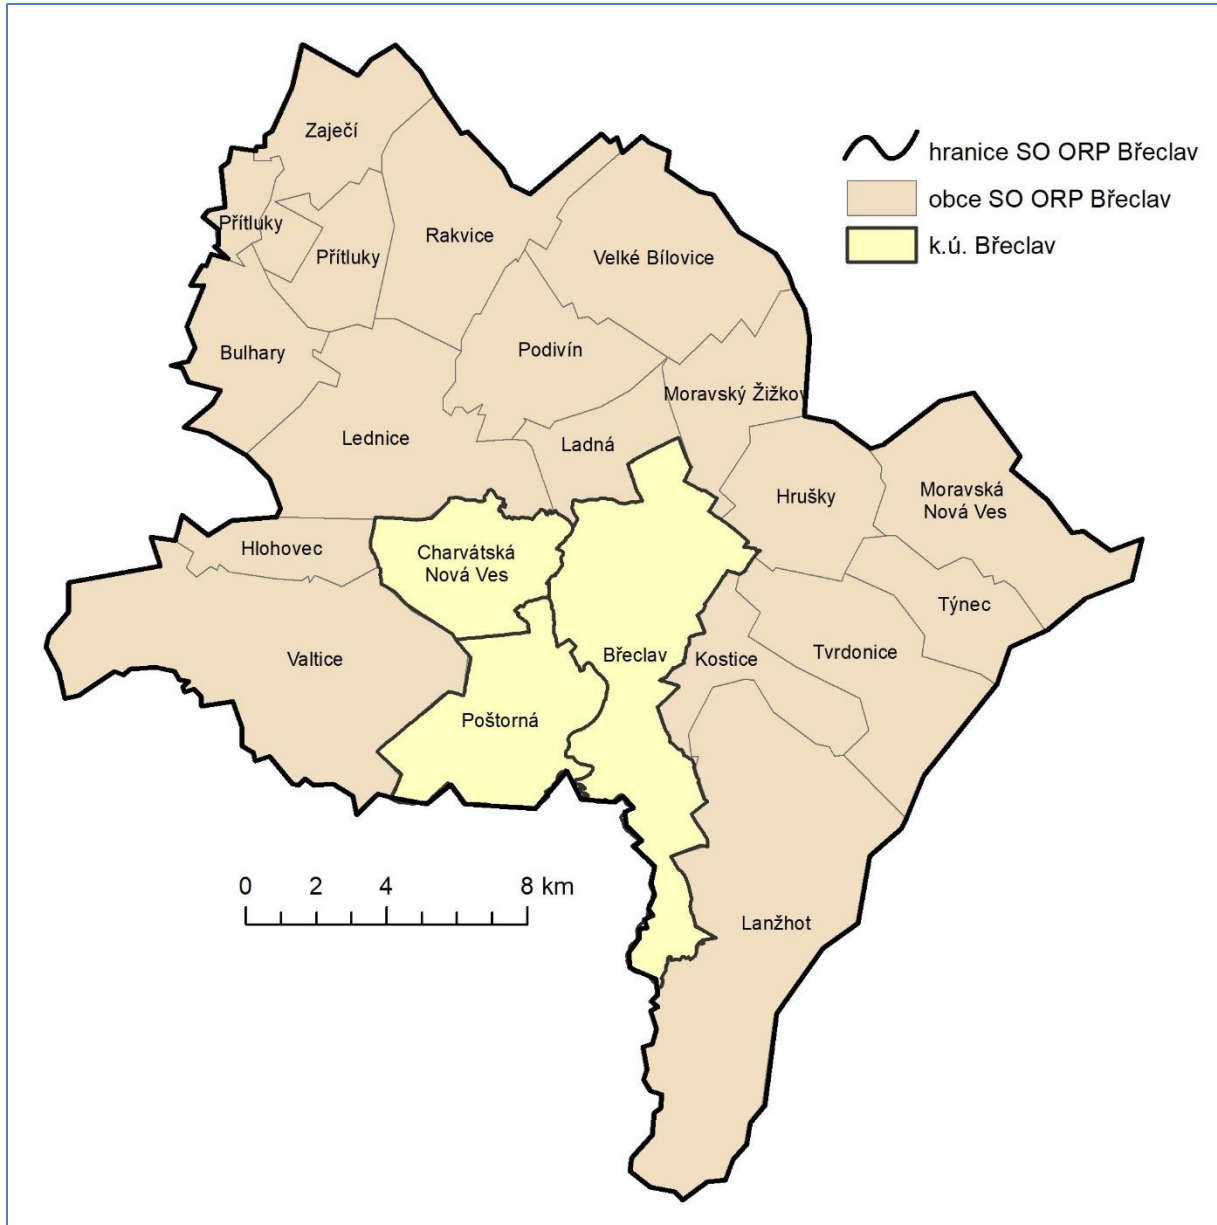 Zaječí
hranice SO ORP Břeclav
obce SO ORP Břeclav
k.ú. Břeclav
Přítluky
Přítluky
Rakvice
Velké Bílovice
Bulhary
Podivín
Moravský Žižkov
Lednice
Ladná
Hrušky
Moravská
Nová Ves
Hlohovec
Charvátská
Nová Ves
Týnec
Valtice
Břeclav
Kostice
Tvrdonice
Poštorná
0 2 4 8 km
Lanžhot